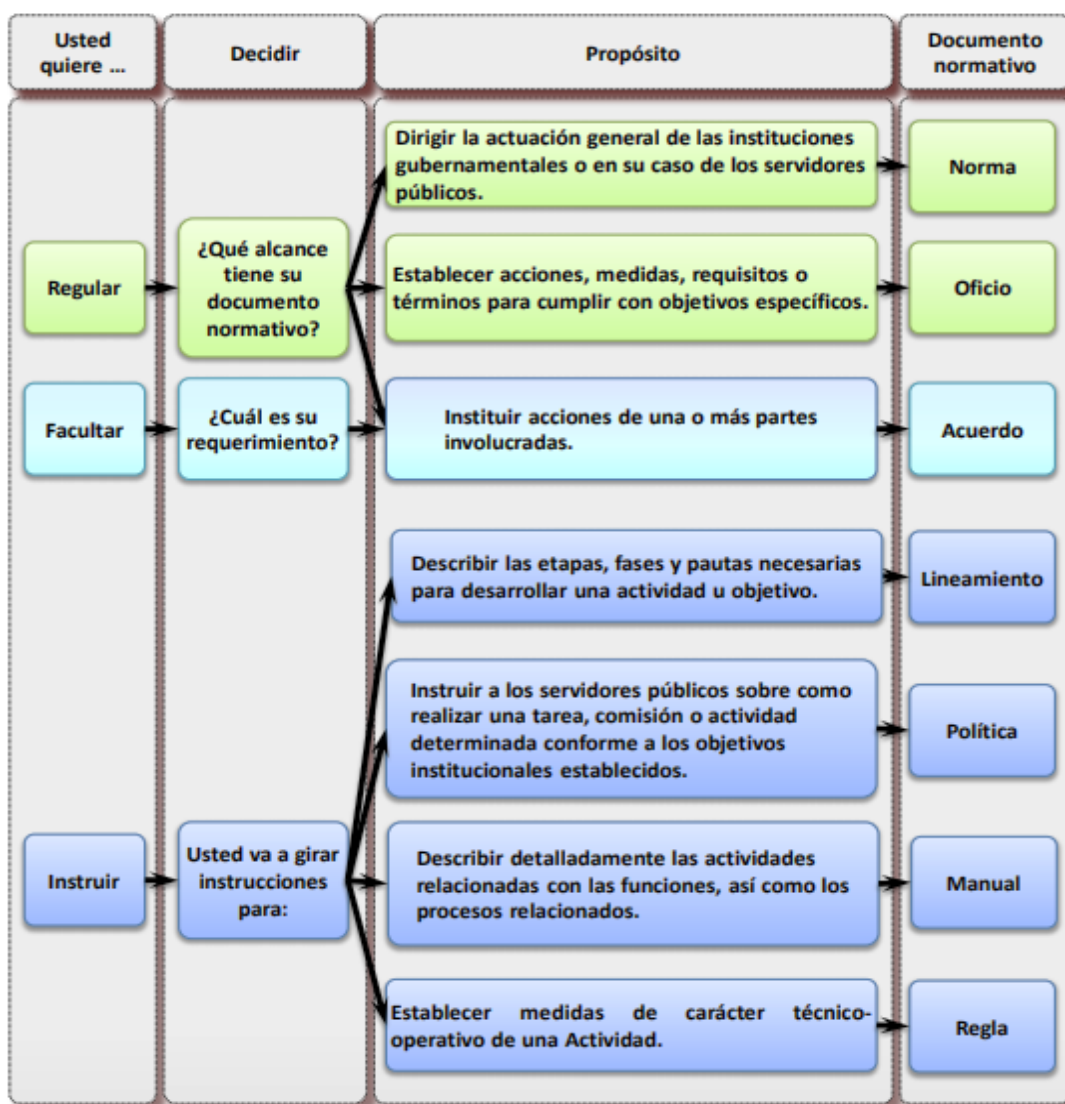 Usted
quiere ...
Decidir
Propósito
Documento
normativo
Regular
¿Qué alcance
tiene su
documento
normativo?
Dirigir la actuación general de las instituciones
gubernamentales o en su caso de los servidores
públicos.
Norma
Establecer acciones, medidas, requisitos o
términos para cumplir con objetivos específicos.
Oficio
Facultar
¿Cuál es su
requerimiento?
Instituir acciones de una o más partes
involucradas.
Acuerdo
Instruir
Usted va a girar
instrucciones
para:
Describir las etapas, fases y pautas necesarias
para desarrollar una actividad u objetivo.
Lineamiento
Instruir a los servidores públicos sobre como
realizar una tarea, comisión o actividad
determinada conforme a los objetivos
institucionales establecidos.
Política
Describir detalladamente las actividades
relacionadas con las funciones, así como los
procesos relacionados.
Manual
Establecer medidas de carácter técnico-
operativo de una Actividad.
Regla